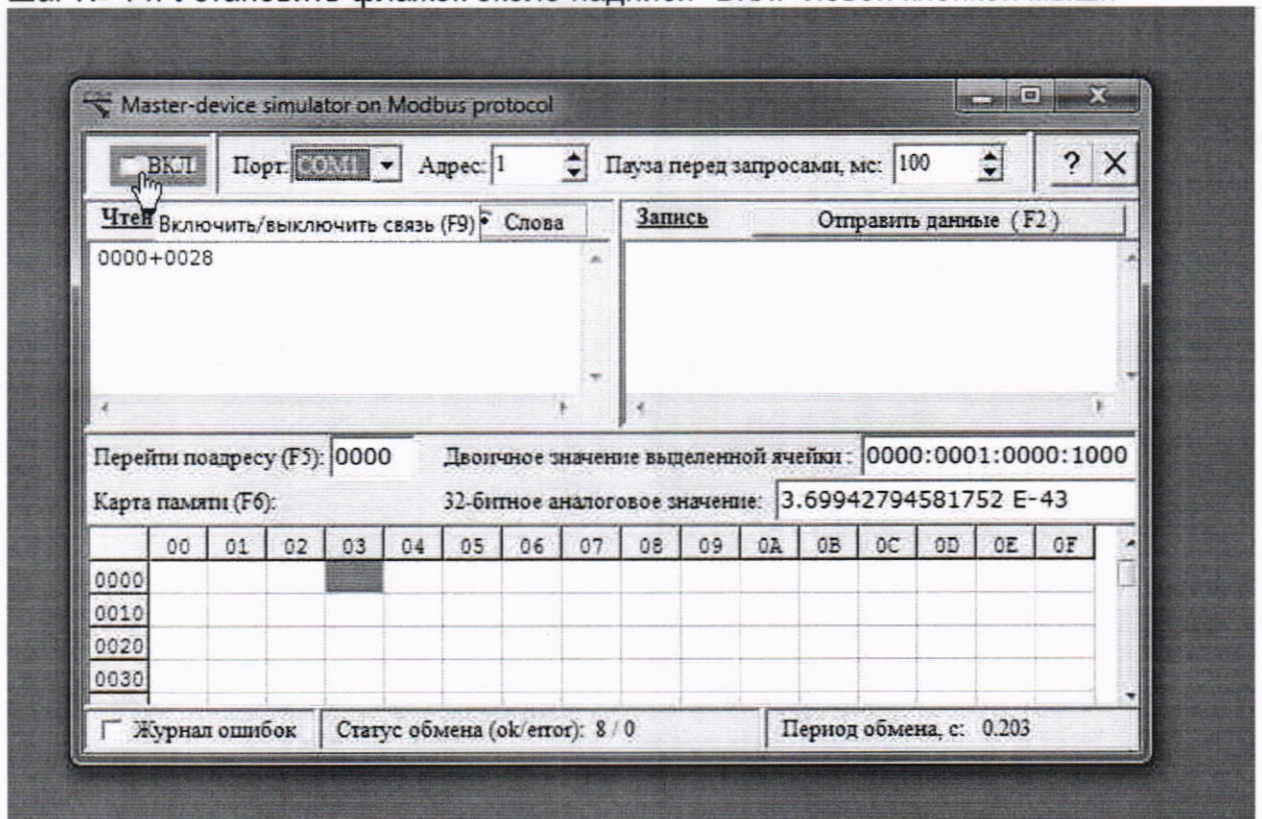 Master-device simulator on Modbus protocol
ВКЛ Порт: COM1 Адрес: 1 Пауза перед запросами, мс: 100 ? X
Включить/выключить связь (F9) Слова Запись Отправить данные (F2)
0000+0028
Перейти поадресу (F5): 0000 Двоичное значение выделенной ячейки: 0000:0001:0000:1000
Карта памяти (F6): 32-битное аналоговое значение: 3.69942794581752 E-43
00 01 02 03 04 05 06 07 08 09 0A 0B 0C 0D 0E 0F
0000
0010
0020
0030
Журнал ошибок Статус обмена (ok/error): 8 / 0 Период обмена, с: 0.203